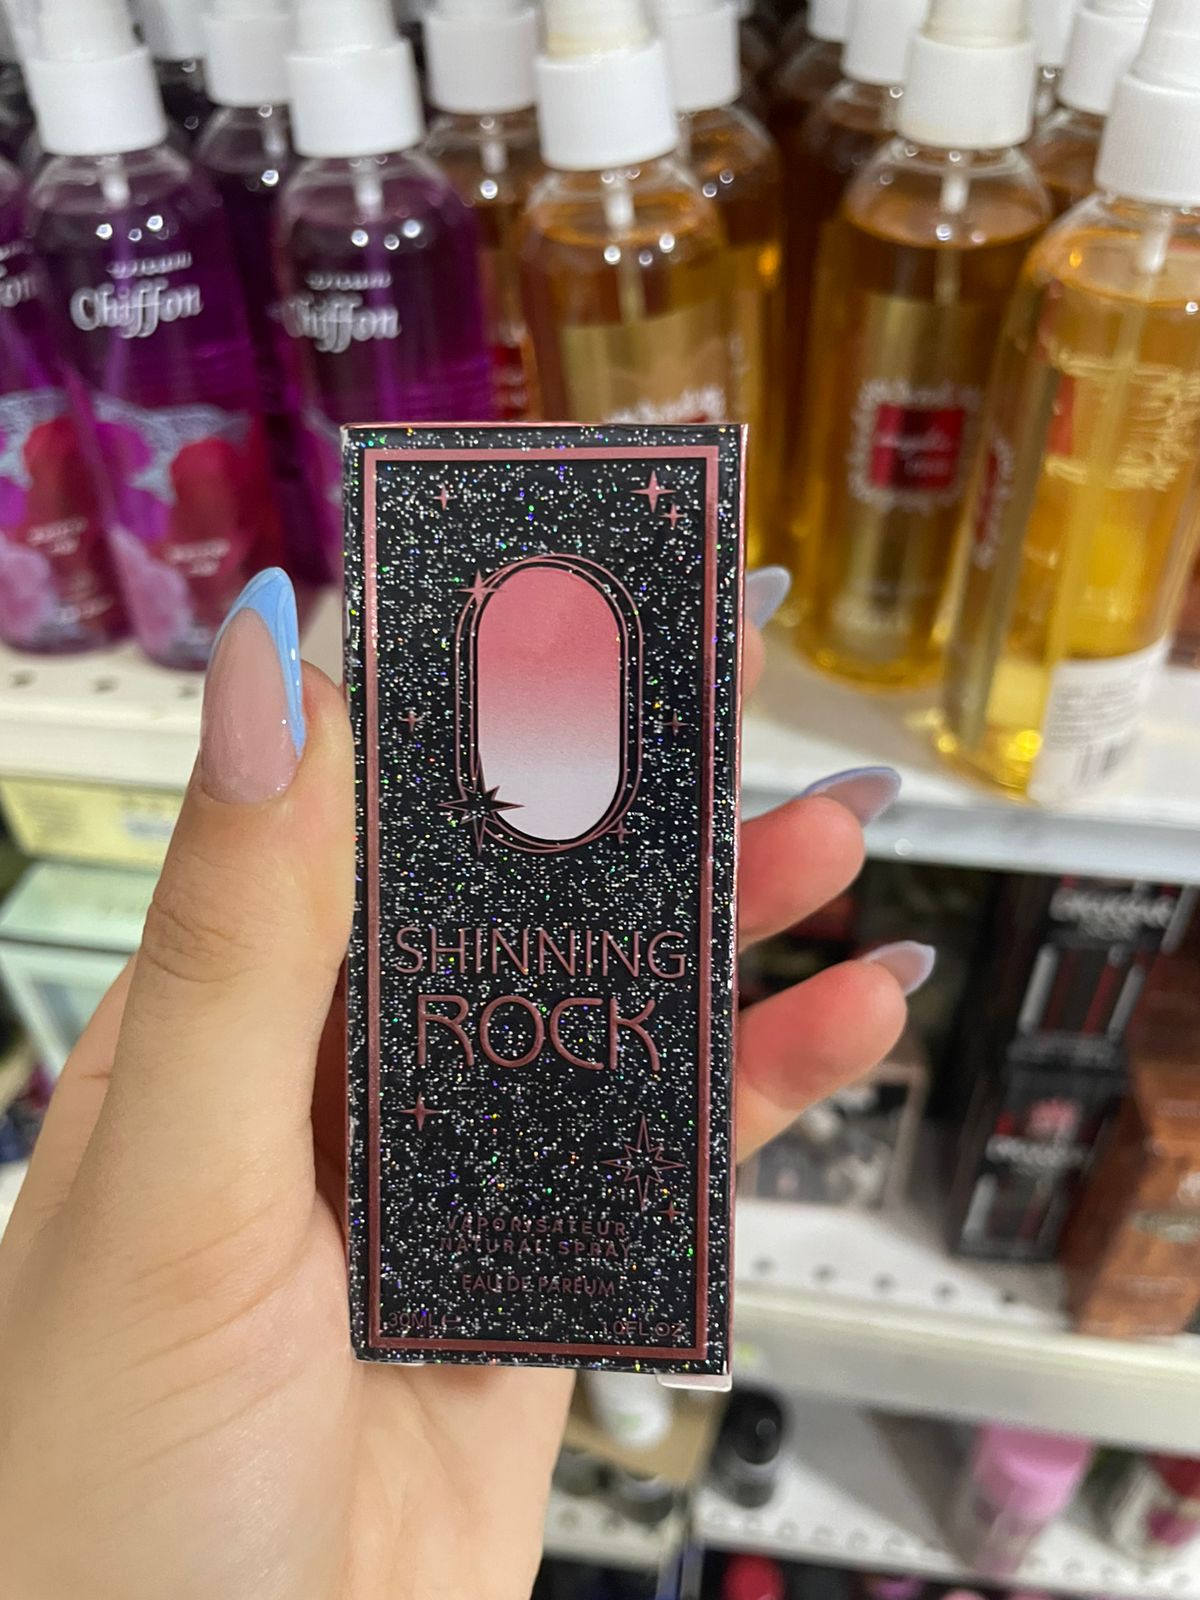 Chiffon
Chiffon
SHINNING
ROCK
VAPORISATEUR
NATURAL SPRAY
EAU DE PARFUM
30ML℮
1.0FL.OZ